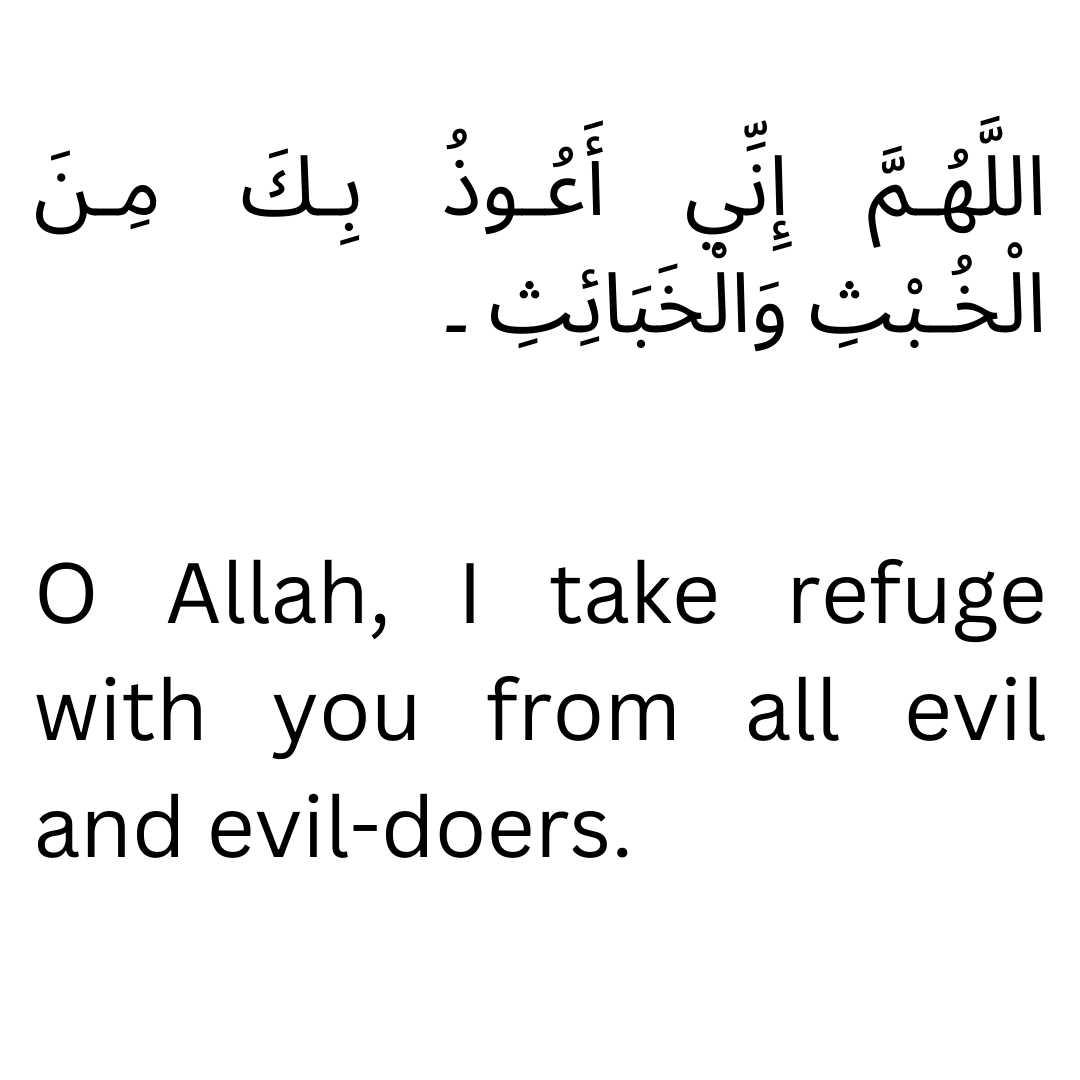 اللَّهُـمَّ إِنِّي أَعُـوذُ بِـكَ مِـنَ
الْخُـبْثِ وَالْخَبَائِثِ ـ
O Allah, I take refuge
with you from all evil
and evil-doers.